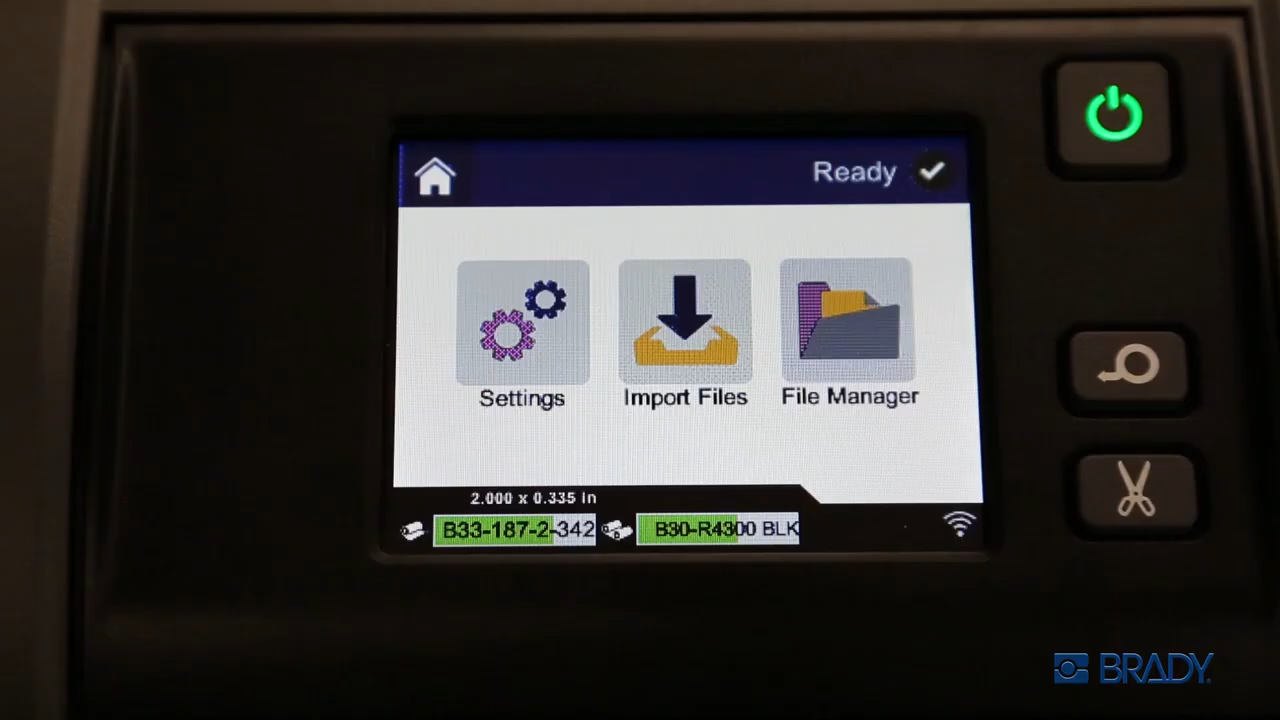 Ready
Settings Import Files File Manager
2.000 x 0.335 in
B33-187-2-342 B30-R4300 BLK
BRADY